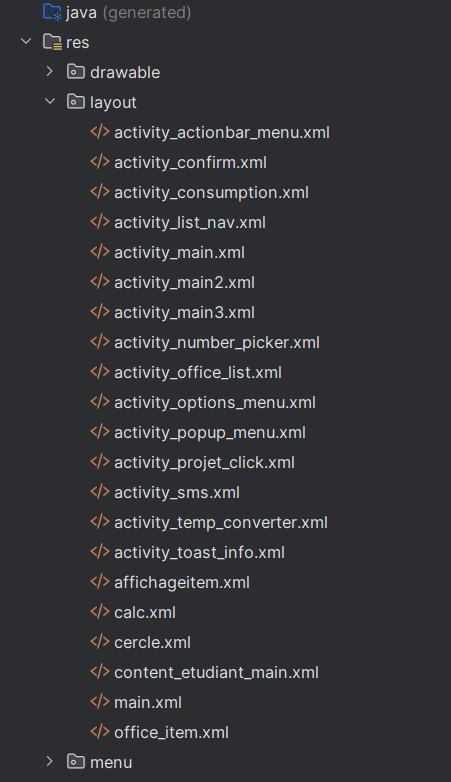 java (generated)
res
drawable
layout
activity_actionbar_menu.xml
activity_confirm.xml
activity_consumption.xml
activity_list_nav.xml
activity_main.xml
activity_main2.xml
activity_main3.xml
activity_number_picker.xml
activity_office_list.xml
activity_options_menu.xml
activity_popup_menu.xml
activity_projet_click.xml
activity_sms.xml
activity_temp_converter.xml
activity_toast_info.xml
affichageitem.xml
calc.xml
cercle.xml
content_etudiant_main.xml
main.xml
office_item.xml
menu